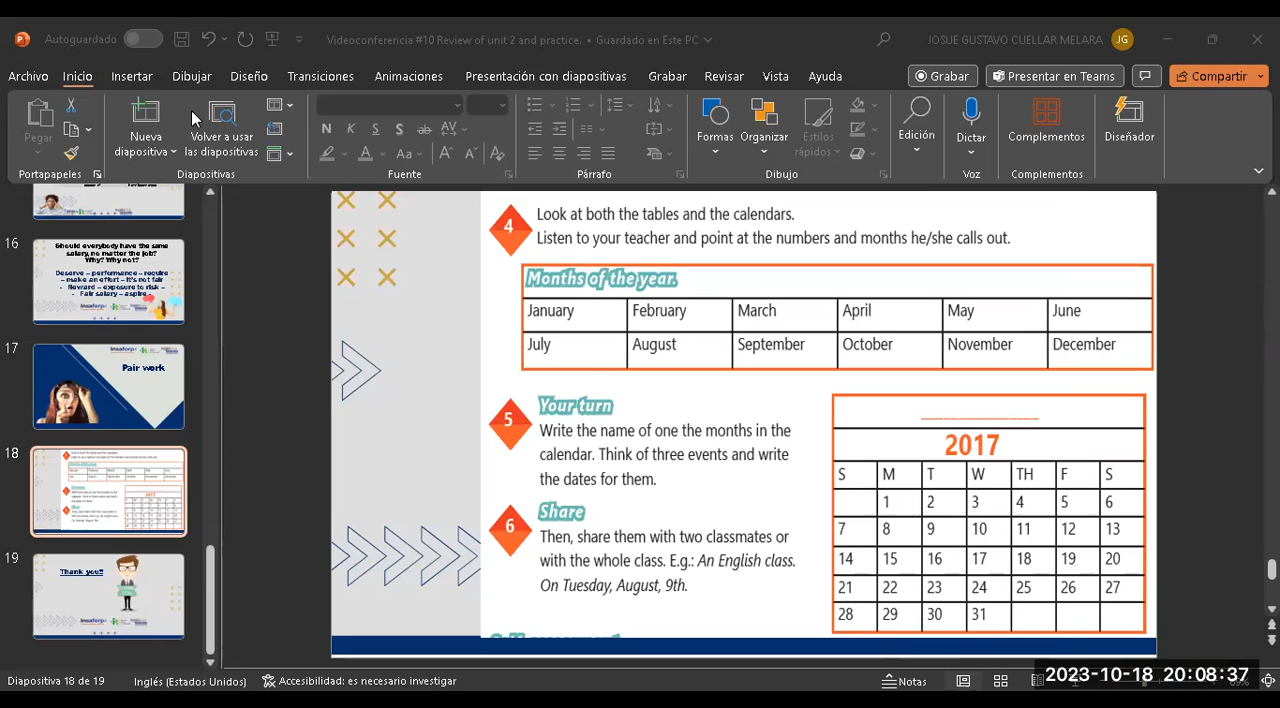 Autoguardado
Videoconferencia #10 Review of unit 2 and practice. • Guardado en Este PC
JOSUE GUSTAVO CUELLAR MELARA
JG
Archivo Inicio Insertar Dibujar Diseño Transiciones Animaciones Presentación con diapositivas Grabar Revisar Vista Ayuda
Grabar
Presentar en Teams
Compartir
Pegar
Nueva diapositiva
Volver a usar las diapositivas
N K S S ab AV
A Aa A A A
Formas
Organizar
Estilos rápidos
Edición
Dictar
Complementos
Diseñador
Portapapeles Diapositivas Fuente Párrafo Dibujo Voz Complementos
16
Should everybody have the same
salary, no matter the job?
Why? Why not?
Deserve – performance – require
– make an effort – it's not fair
- Reward – exposure to risk –
- Fair salary – aspire -
insaforp
17
insaforp
Pair work
18
19
Thank you!!
insaforp
4
Look at both the tables and the calendars.
Listen to your teacher and point at the numbers and months he/she calls out.
Months of the year.
January February March April May June
July August September October November December
5
Your turn
Write the name of one the months in the
calendar. Think of three events and write
the dates for them.
6
Share
Then, share them with two classmates or
with the whole class. E.g.: An English class.
On Tuesday, August, 9th.
Self-assessment
2017
S M T W TH F S
1 2 3 4 5 6
7 8 9 10 11 12 13
14 15 16 17 18 19 20
21 22 23 24 25 26 27
28 29 30 31
Diapositiva 18 de 19
Inglés (Estados Unidos)
Accesibilidad: es necesario investigar
Notas
2023-10-18 20:08:37